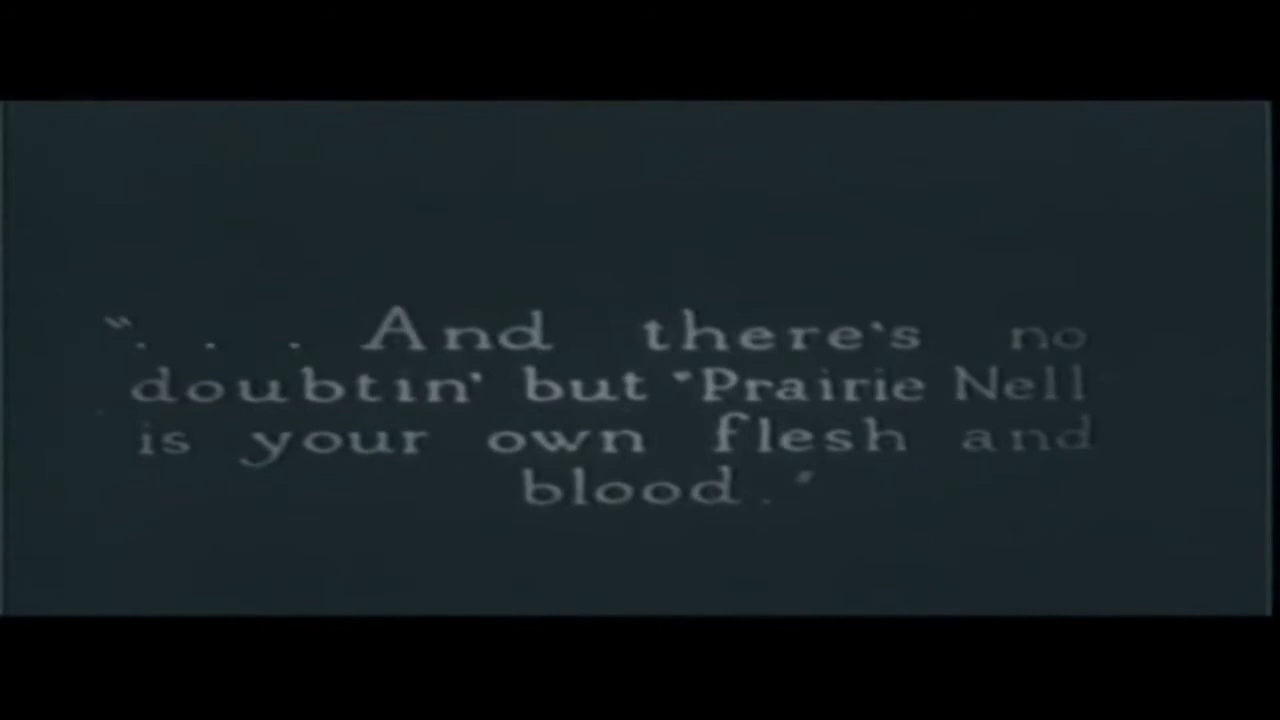 ". . . And there's no
doubtin' but "Prairie Nell"
is your own flesh and
blood."